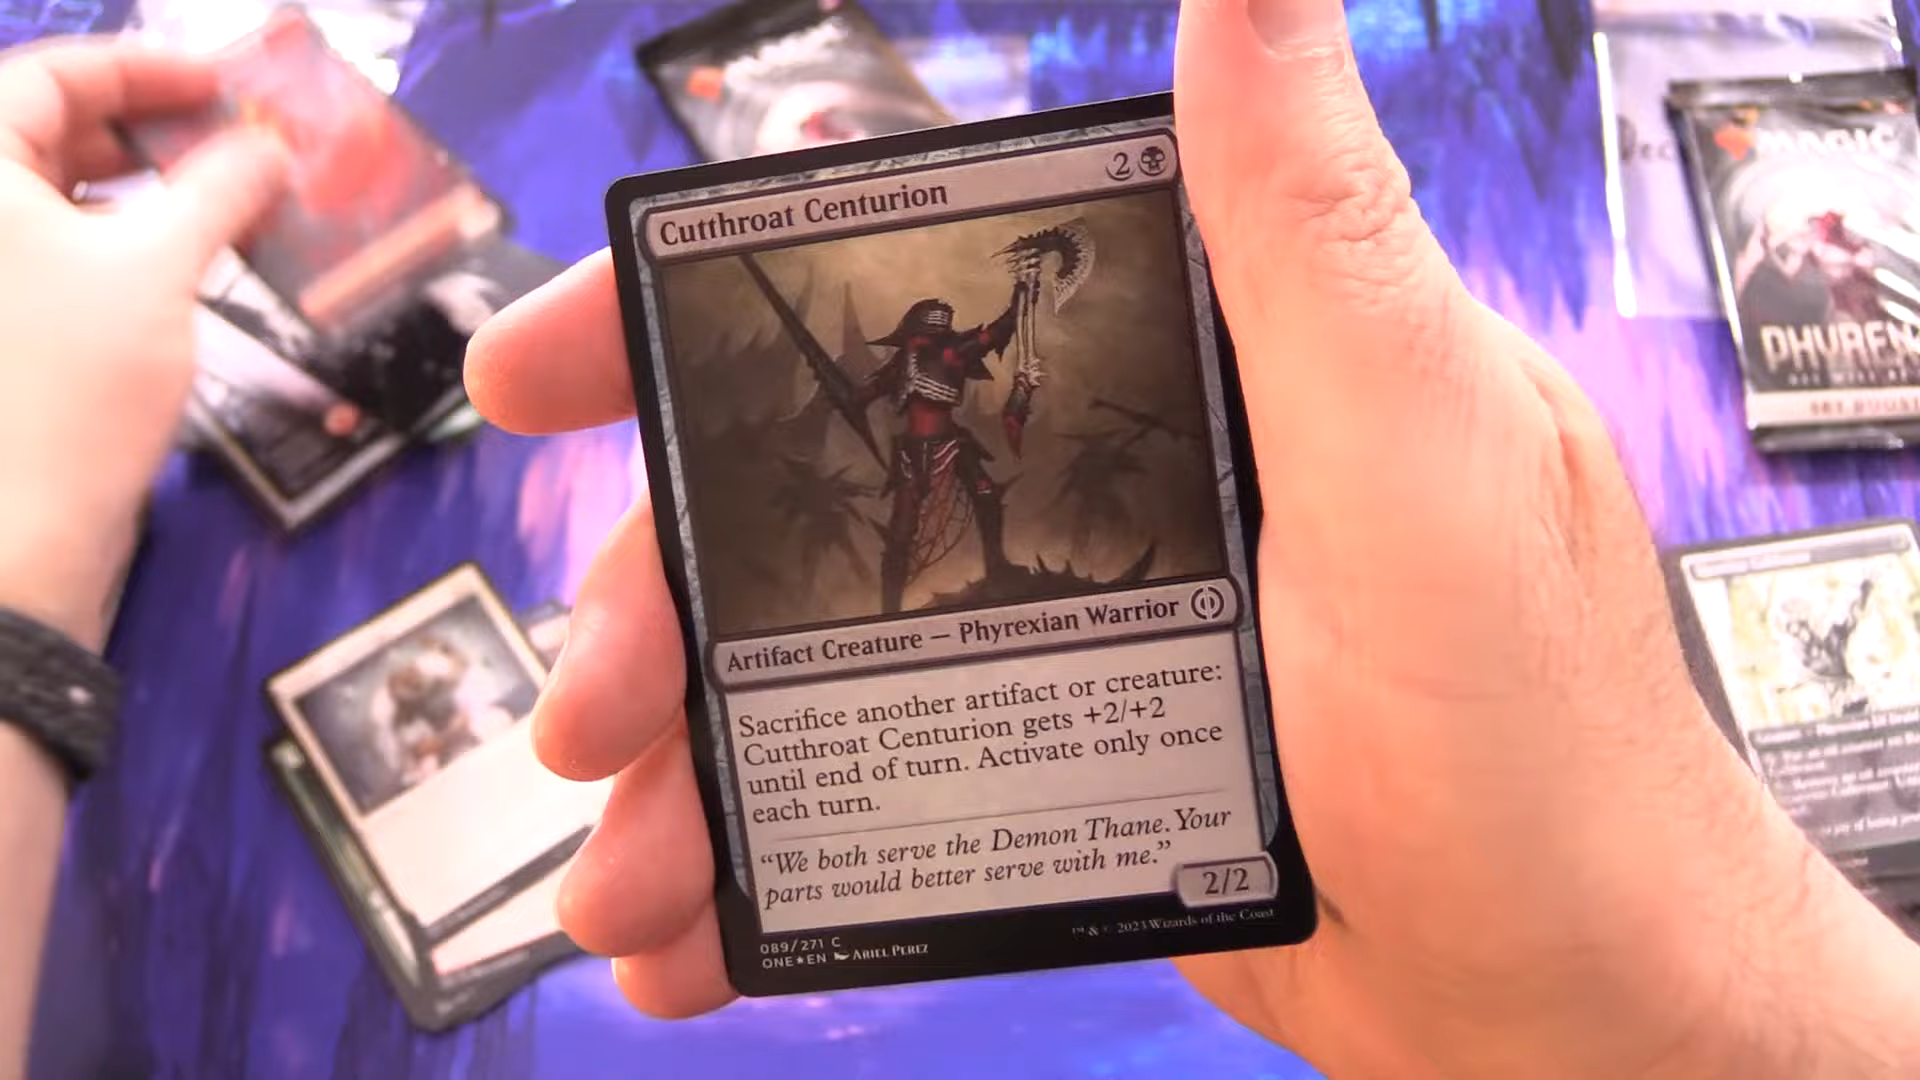 Cutthroat Centurion
2
Artifact Creature — Phyrexian Warrior
Sacrifice another artifact or creature:
Cutthroat Centurion gets +2/+2
until end of turn. Activate only once
each turn.
“We both serve the Demon Thane. Your
parts would better serve with me.”
2/2
089/271 C
ONE★EN ARIEL PEREZ
™ & © 2023 Wizards of the Coast
MAGIC